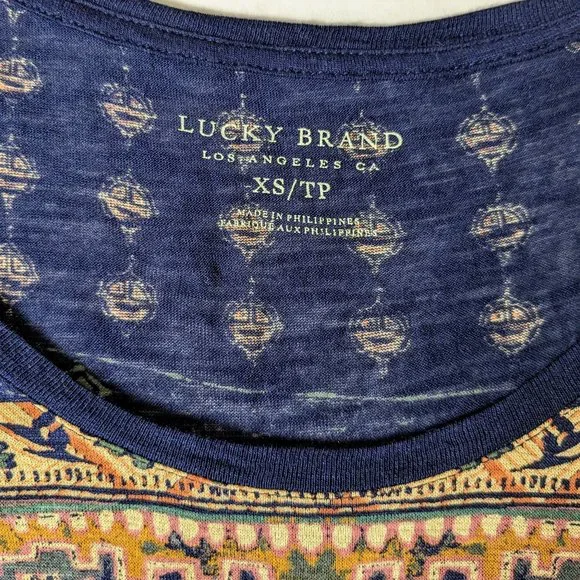 LUCKY BRAND
LOS ANGELES CA
XS/TP
MADE IN PHILIPPINES
FABRIQUE AUX PHILIPPINES